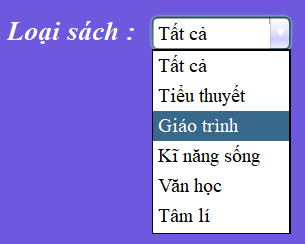 Loại sách : Tất cả
Tất cả
Tiểu thuyết
Giáo trình
Kĩ năng sống
Văn học
Tâm lí